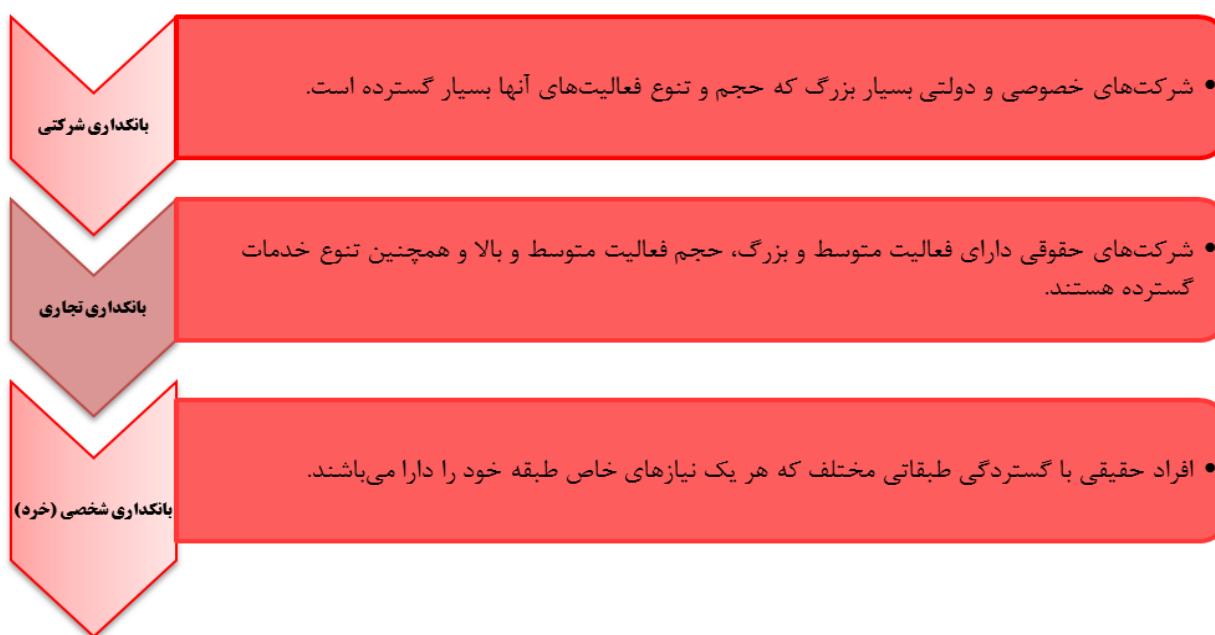 بانکداری شرکتی
• شرکت‌های خصوصی و دولتی بسیار بزرگ که حجم و تنوع فعالیت‌های آنها بسیار گسترده است.
بانکداری تجاری
• شرکت‌های حقوقی دارای فعالیت متوسط و بزرگ، حجم فعالیت متوسط و بالا و همچنین تنوع خدمات
گسترده هستند.
بانکداری شخصی (خرد)
• افراد حقیقی با گستردگی طبقاتی مختلف که هر یک نیازهای خاص طبقه خود را دارا می‌باشند.